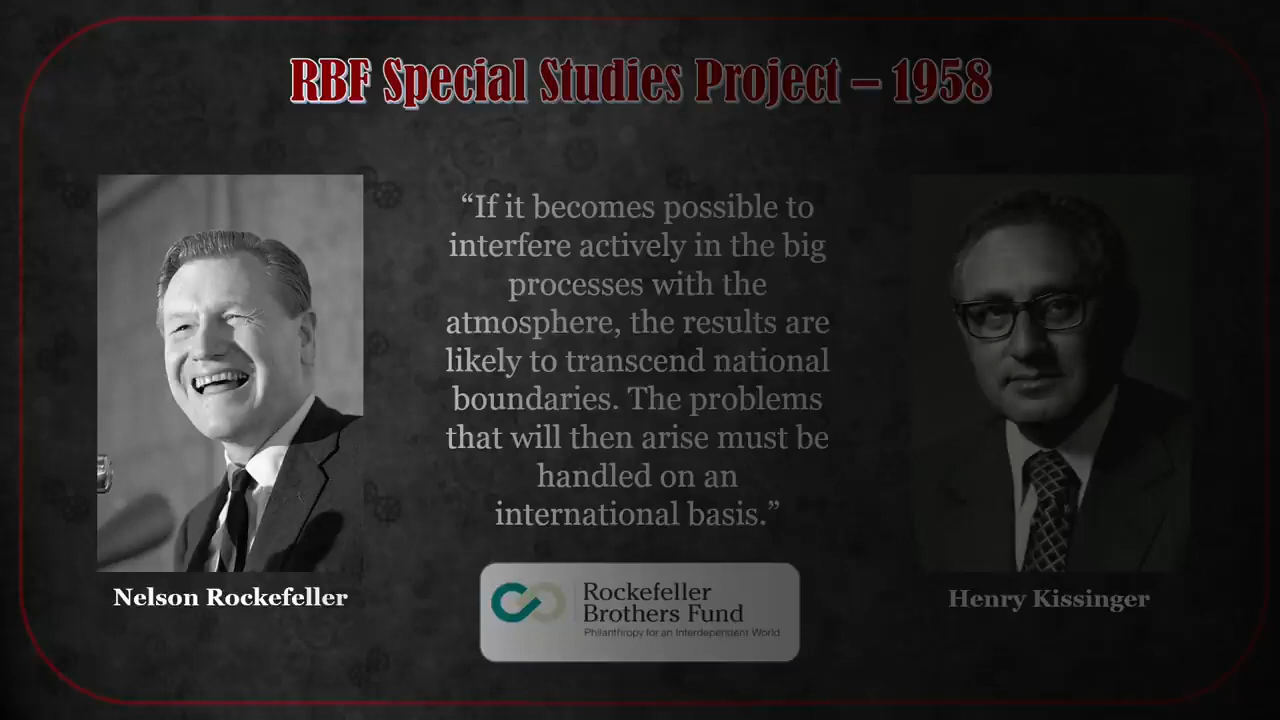 RBF Special Studies Project – 1958
“If it becomes possible to
interfere actively in the big
processes with the
atmosphere, the results are
likely to transcend national
boundaries. The problems
that will then arise must be
handled on an
international basis.”
Nelson Rockefeller
Henry Kissinger
Rockefeller
Brothers Fund
Philanthropy for an Interdependent World